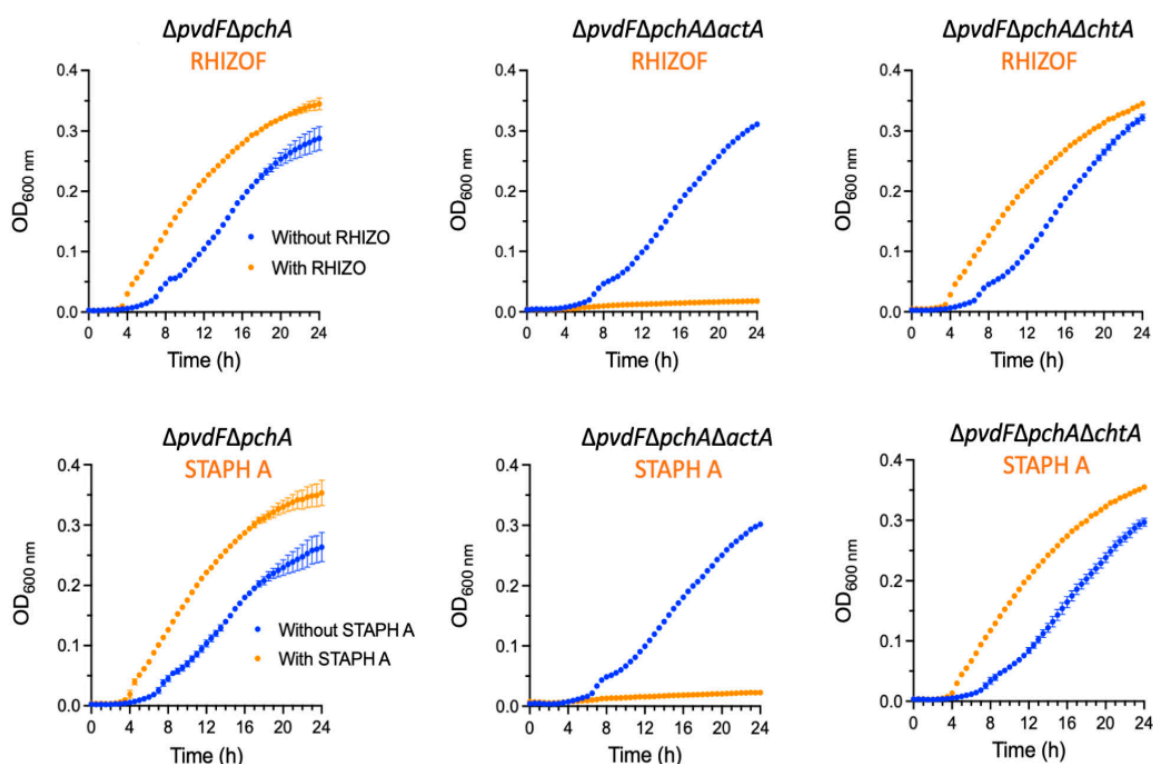 ΔpvdFΔpchA
RHIZOF
OD600 nm
0.4
0.3
0.2
0.1
0.0
0 4 8 12 16 20 24
Time (h)
Without RHIZO
With RHIZO
ΔpvdFΔpchAΔactA
RHIZOF
OD600 nm
0.4
0.3
0.2
0.1
0.0
0 4 8 12 16 20 24
Time (h)
ΔpvdFΔpchAΔchtA
RHIZOF
OD600 nm
0.4
0.3
0.2
0.1
0.0
0 4 8 12 16 20 24
Time (h)
ΔpvdFΔpchA
STAPH A
OD600 nm
0.4
0.3
0.2
0.1
0.0
0 4 8 12 16 20 24
Time (h)
Without STAPH A
With STAPH A
ΔpvdFΔpchAΔactA
STAPH A
OD600 nm
0.4
0.3
0.2
0.1
0.0
0 4 8 12 16 20 24
Time (h)
ΔpvdFΔpchAΔchtA
STAPH A
OD600 nm
0.4
0.3
0.2
0.1
0.0
0 4 8 12 16 20 24
Time (h)